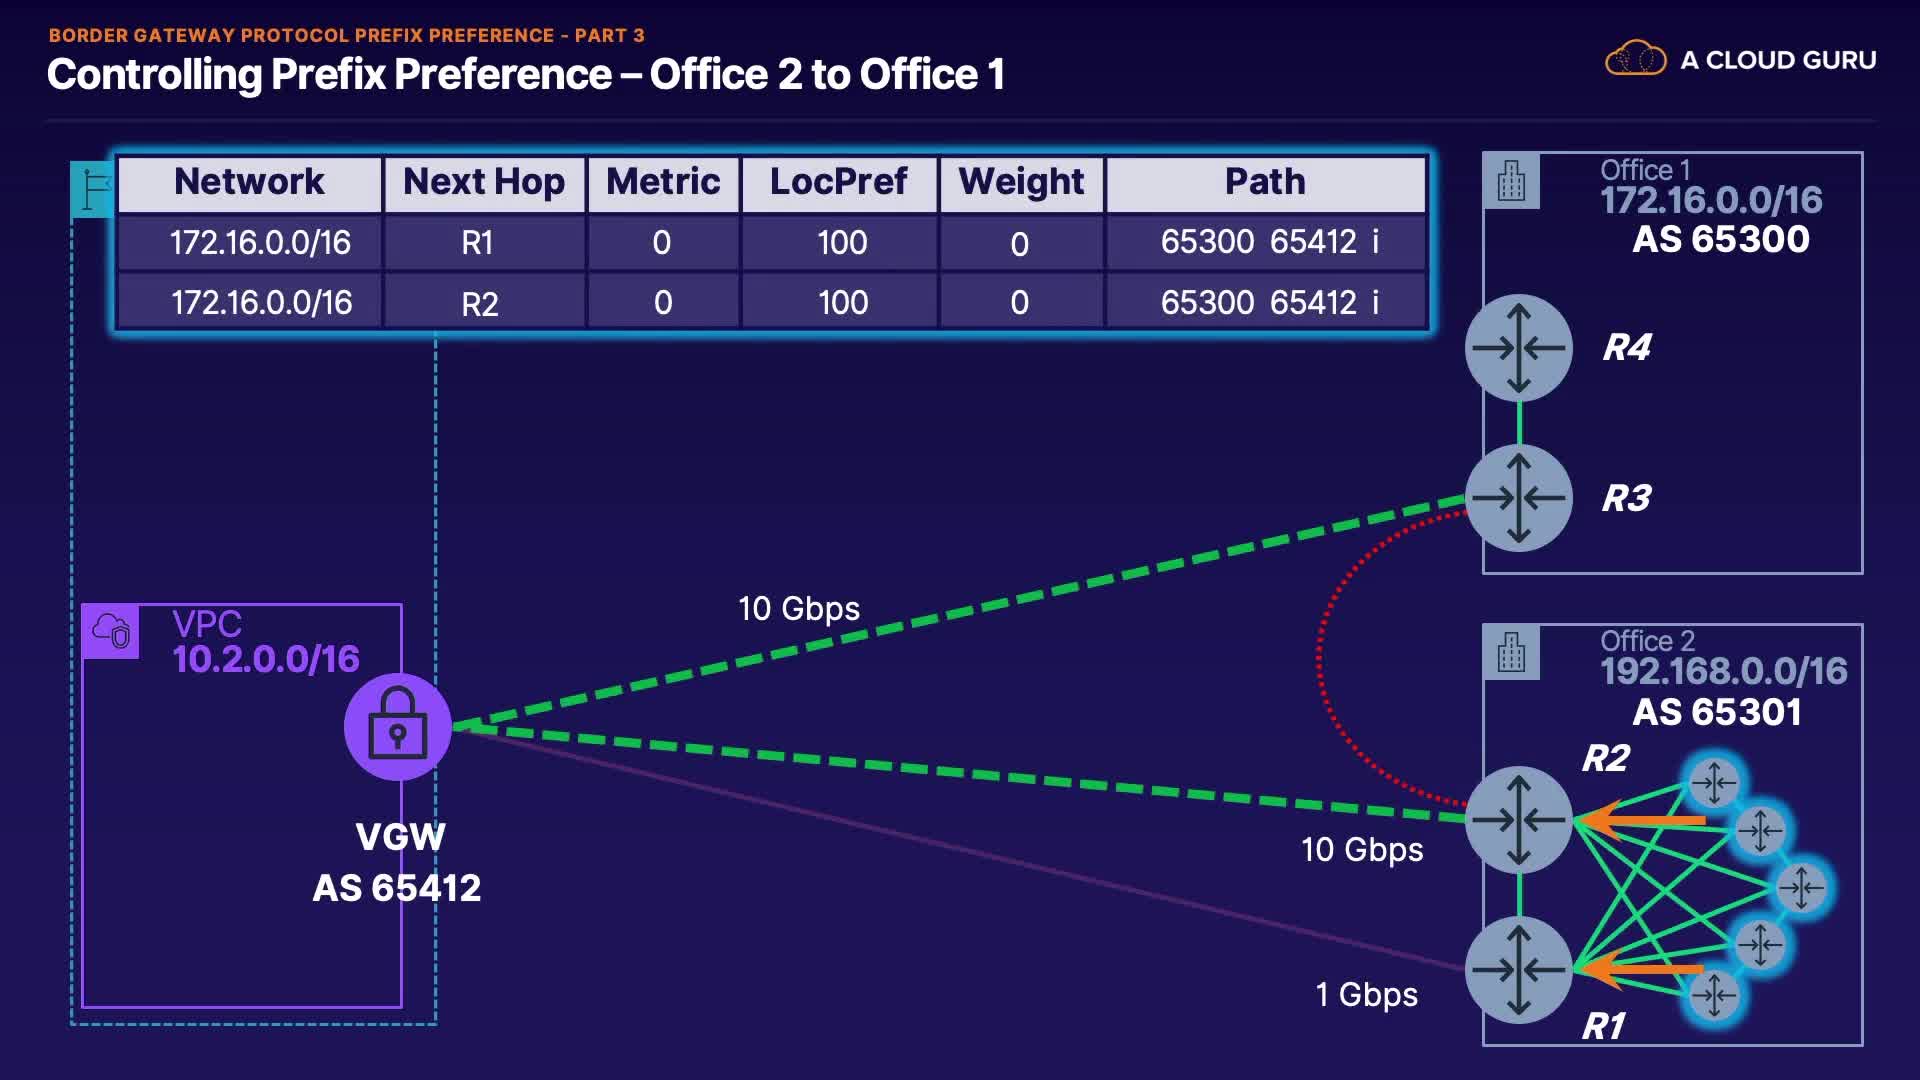 BORDER GATEWAY PROTOCOL PREFIX PREFERENCE - PART 3
Controlling Prefix Preference – Office 2 to Office 1
A CLOUD GURU
Network Next Hop Metric LocPref Weight Path
172.16.0.0/16 R1 0 100 0 65300 65412 i
172.16.0.0/16 R2 0 100 0 65300 65412 i
Office 1
172.16.0.0/16
AS 65300
R4
R3
10 Gbps
VPC
10.2.0.0/16
VGW
AS 65412
Office 2
192.168.0.0/16
AS 65301
R2
10 Gbps
1 Gbps
R1